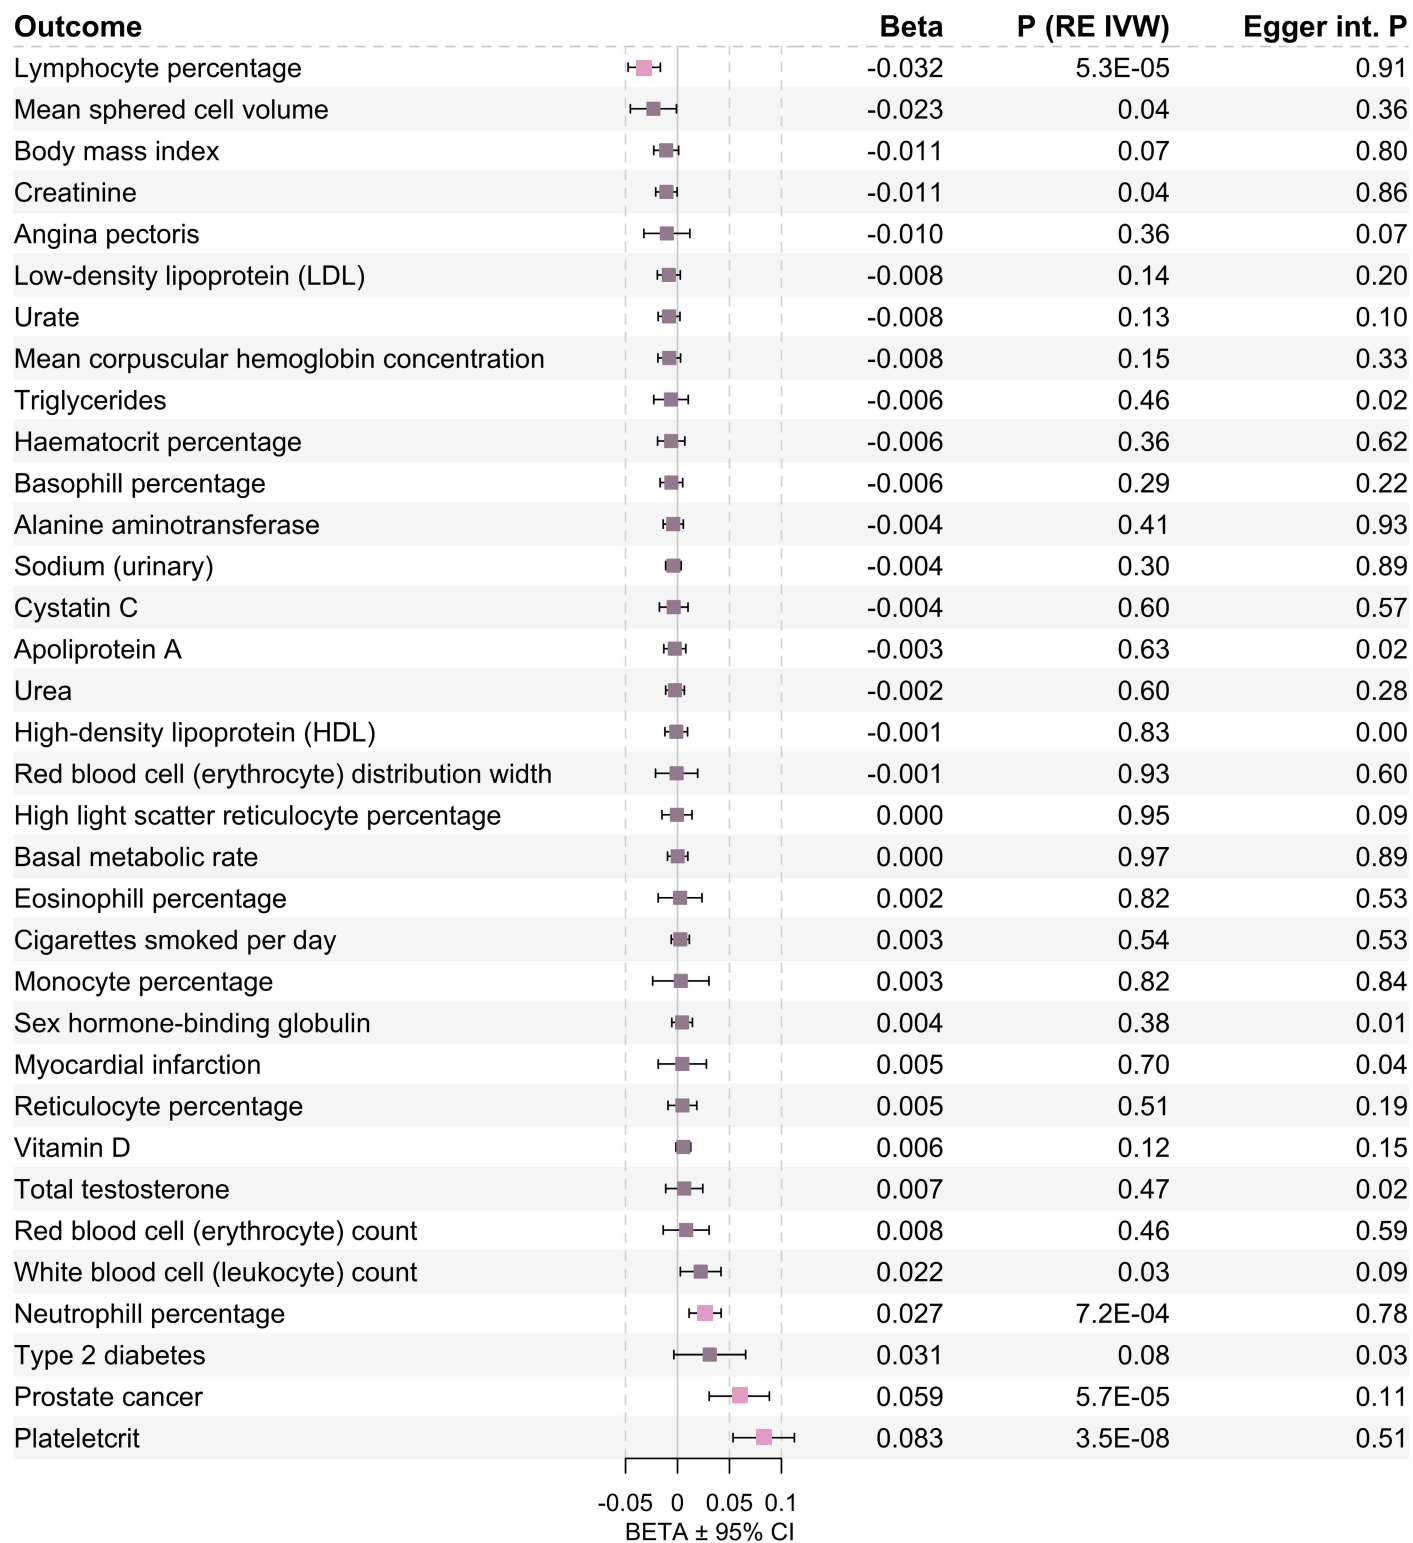 Outcome Beta P (RE IVW) Egger int. P
Lymphocyte percentage -0.032 5.3E-05 0.91
Mean sphered cell volume -0.023 0.04 0.36
Body mass index -0.011 0.07 0.80
Creatinine -0.011 0.04 0.86
Angina pectoris -0.010 0.36 0.07
Low-density lipoprotein (LDL) -0.008 0.14 0.20
Urate -0.008 0.13 0.10
Mean corpuscular hemoglobin concentration -0.008 0.15 0.33
Triglycerides -0.006 0.46 0.02
Haematocrit percentage -0.006 0.36 0.62
Basophill percentage -0.006 0.29 0.22
Alanine aminotransferase -0.004 0.41 0.93
Sodium (urinary) -0.004 0.30 0.89
Cystatin C -0.004 0.60 0.57
Apoliprotein A -0.003 0.63 0.02
Urea -0.002 0.60 0.28
High-density lipoprotein (HDL) -0.001 0.83 0.00
Red blood cell (erythrocyte) distribution width -0.001 0.93 0.60
High light scatter reticulocyte percentage 0.000 0.95 0.09
Basal metabolic rate 0.000 0.97 0.89
Eosinophill percentage 0.002 0.82 0.53
Cigarettes smoked per day 0.003 0.54 0.53
Monocyte percentage 0.003 0.82 0.84
Sex hormone-binding globulin 0.004 0.38 0.01
Myocardial infarction 0.005 0.70 0.04
Reticulocyte percentage 0.005 0.51 0.19
Vitamin D 0.006 0.12 0.15
Total testosterone 0.007 0.47 0.02
Red blood cell (erythrocyte) count 0.008 0.46 0.59
White blood cell (leukocyte) count 0.022 0.03 0.09
Neutrophill percentage 0.027 7.2E-04 0.78
Type 2 diabetes 0.031 0.08 0.03
Prostate cancer 0.059 5.7E-05 0.11
Plateletcrit 0.083 3.5E-08 0.51
-0.05 0 0.05 0.1
BETA ± 95% CI